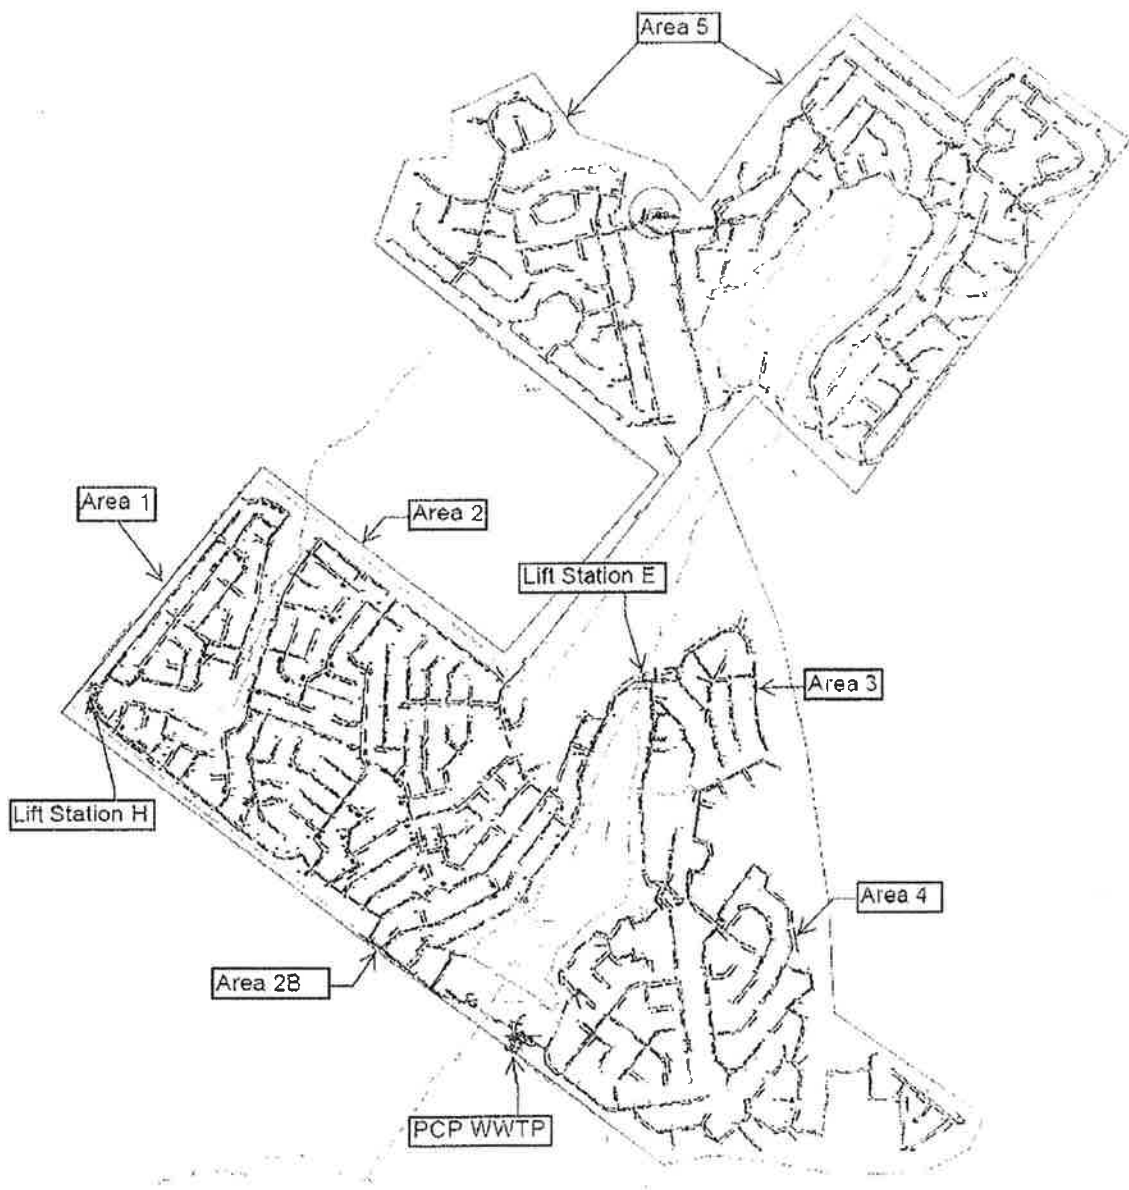 Area 5
Area 1
Area 2
Lift Station E
Area 3
Lift Station H
Area 4
Area 2B
PCP WWTP